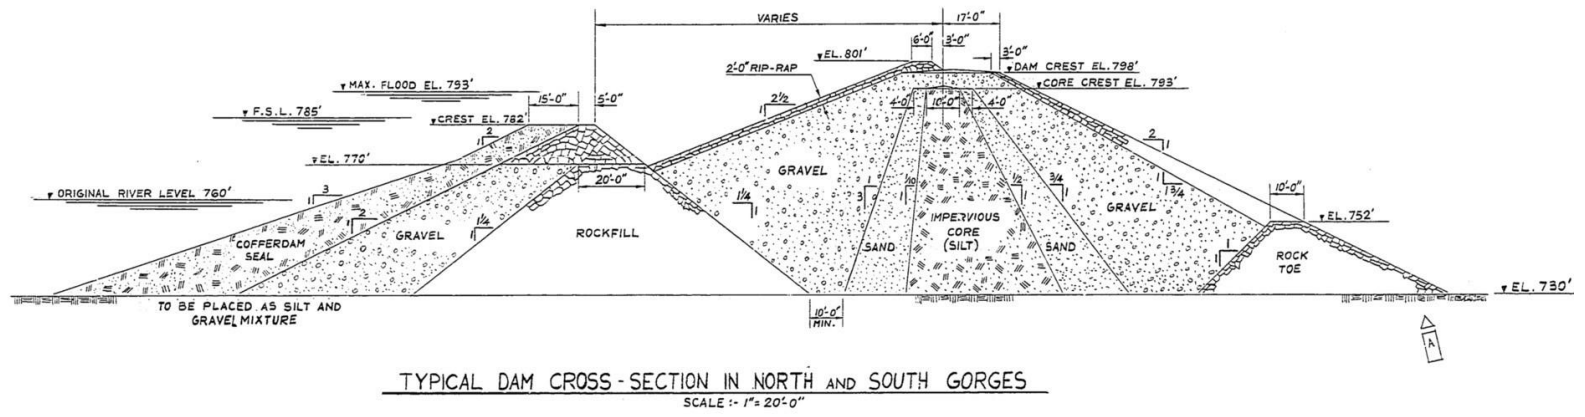 VARIES
17'-0"
6'-0"
3'-0"
3'-0"
EL. 801'
DAM CREST EL.798'
2'-0" RIP-RAP
CORE CREST EL.793'
MAX. FLOOD EL. 793'
15'-0"
5'-0"
2 1/2
1
4'-0"
10'-0"
4'-0"
F.S.L. 785'
CREST EL.782'
2
1
2
1
EL. 770'
GRAVEL
20'-0"
3
1
ORIGINAL RIVER LEVEL 760'
1
3
1
1/10
1/2
1
3/4
1
1
1 3/4
10'-0"
2
1
1 1/4
1
1 1/4
1
GRAVEL
EL.752'
COFFERDAM
SEAL
GRAVEL
ROCKFILL
IMPERVIOUS
CORE
(SILT)
SAND
SAND
1
1
ROCK
TOE
EL. 730'
TO BE PLACED AS SILT AND
GRAVEL MIXTURE
10'-0"
MIN.
A
TYPICAL DAM CROSS-SECTION IN NORTH AND SOUTH GORGES
SCALE :- 1" = 20'-0"